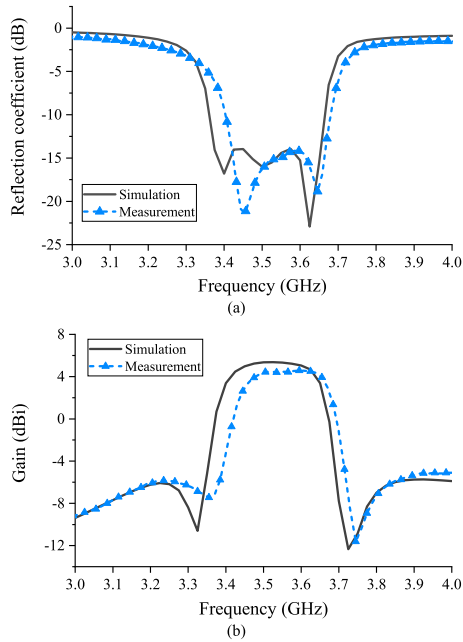 0
-5
-10
-15
-20
-25
Reflection coefficient (dB)
Simulation
Measurement
3.0 3.1 3.2 3.3 3.4 3.5 3.6 3.7 3.8 3.9 4.0
Frequency (GHz)
(a)
8
4
0
-4
-8
-12
Gain (dBi)
Simulation
Measurement
3.0 3.1 3.2 3.3 3.4 3.5 3.6 3.7 3.8 3.9 4.0
Frequency (GHz)
(b)